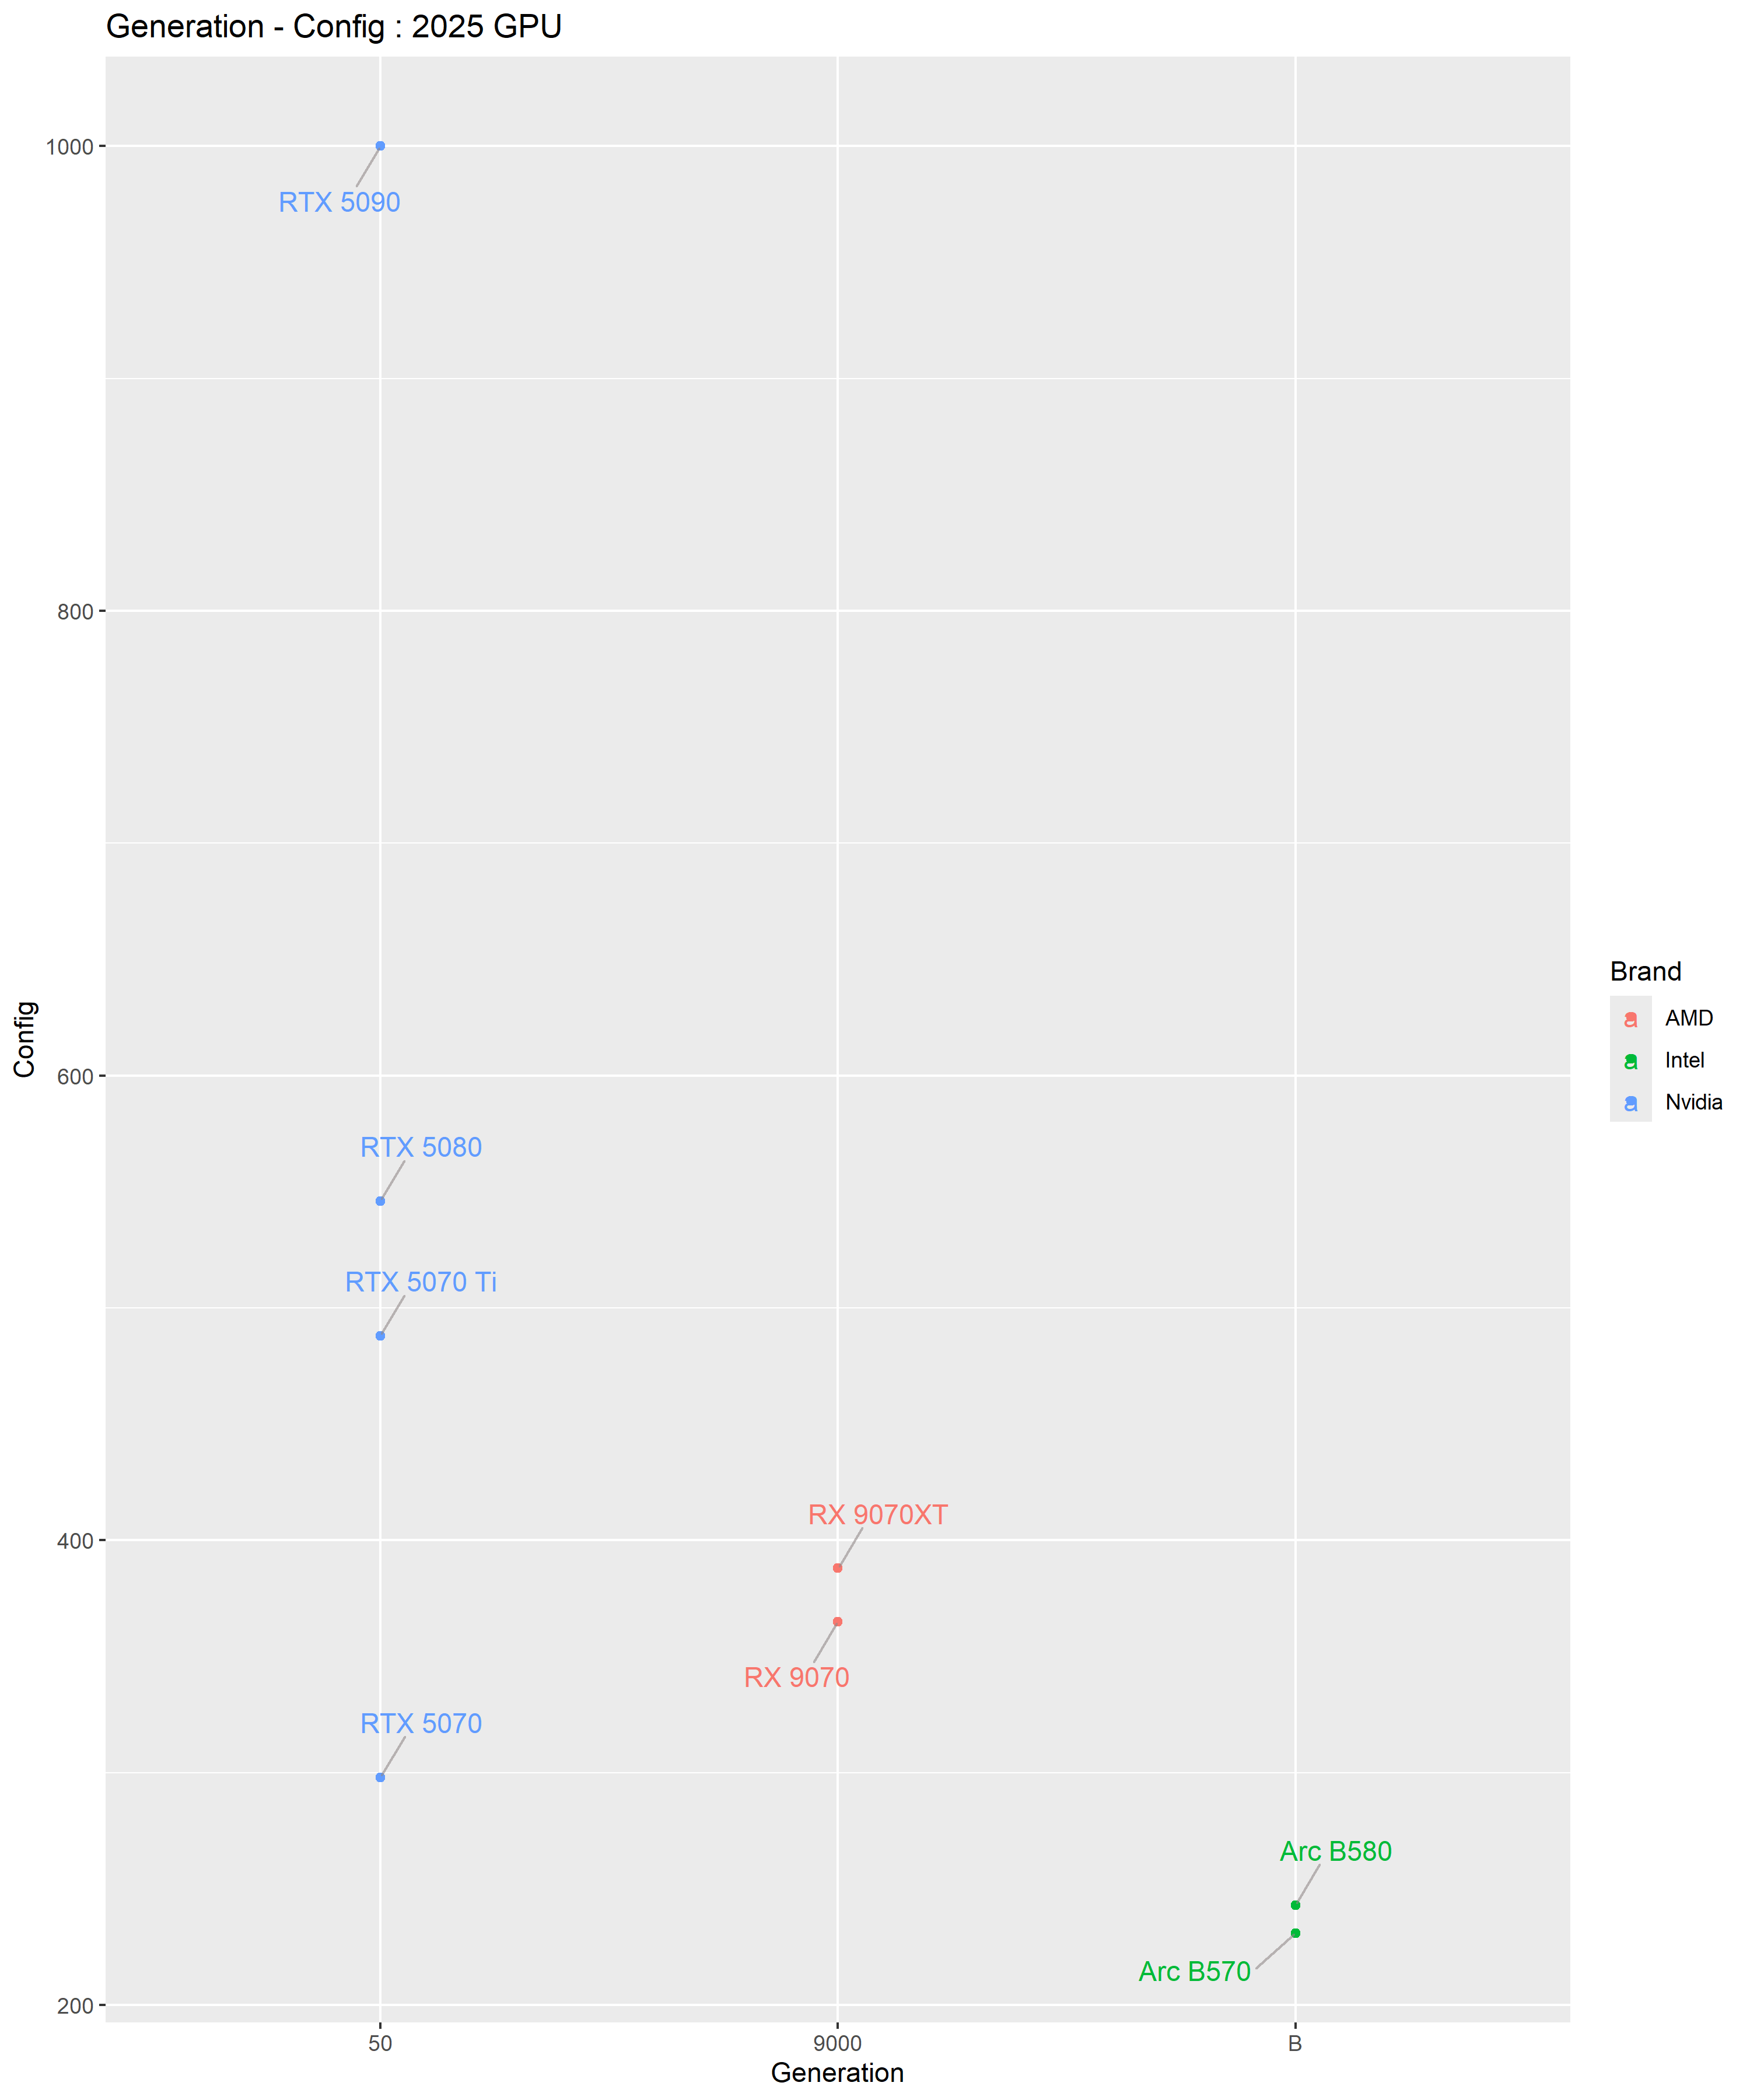 Generation - Config : 2025 GPU
1000
RTX 5090
800
Config
600
Brand
a AMD
a Intel
a Nvidia
RTX 5080
RTX 5070 Ti
400
RX 9070XT
RX 9070
RTX 5070
Arc B580
Arc B570
200
50 9000 B
Generation